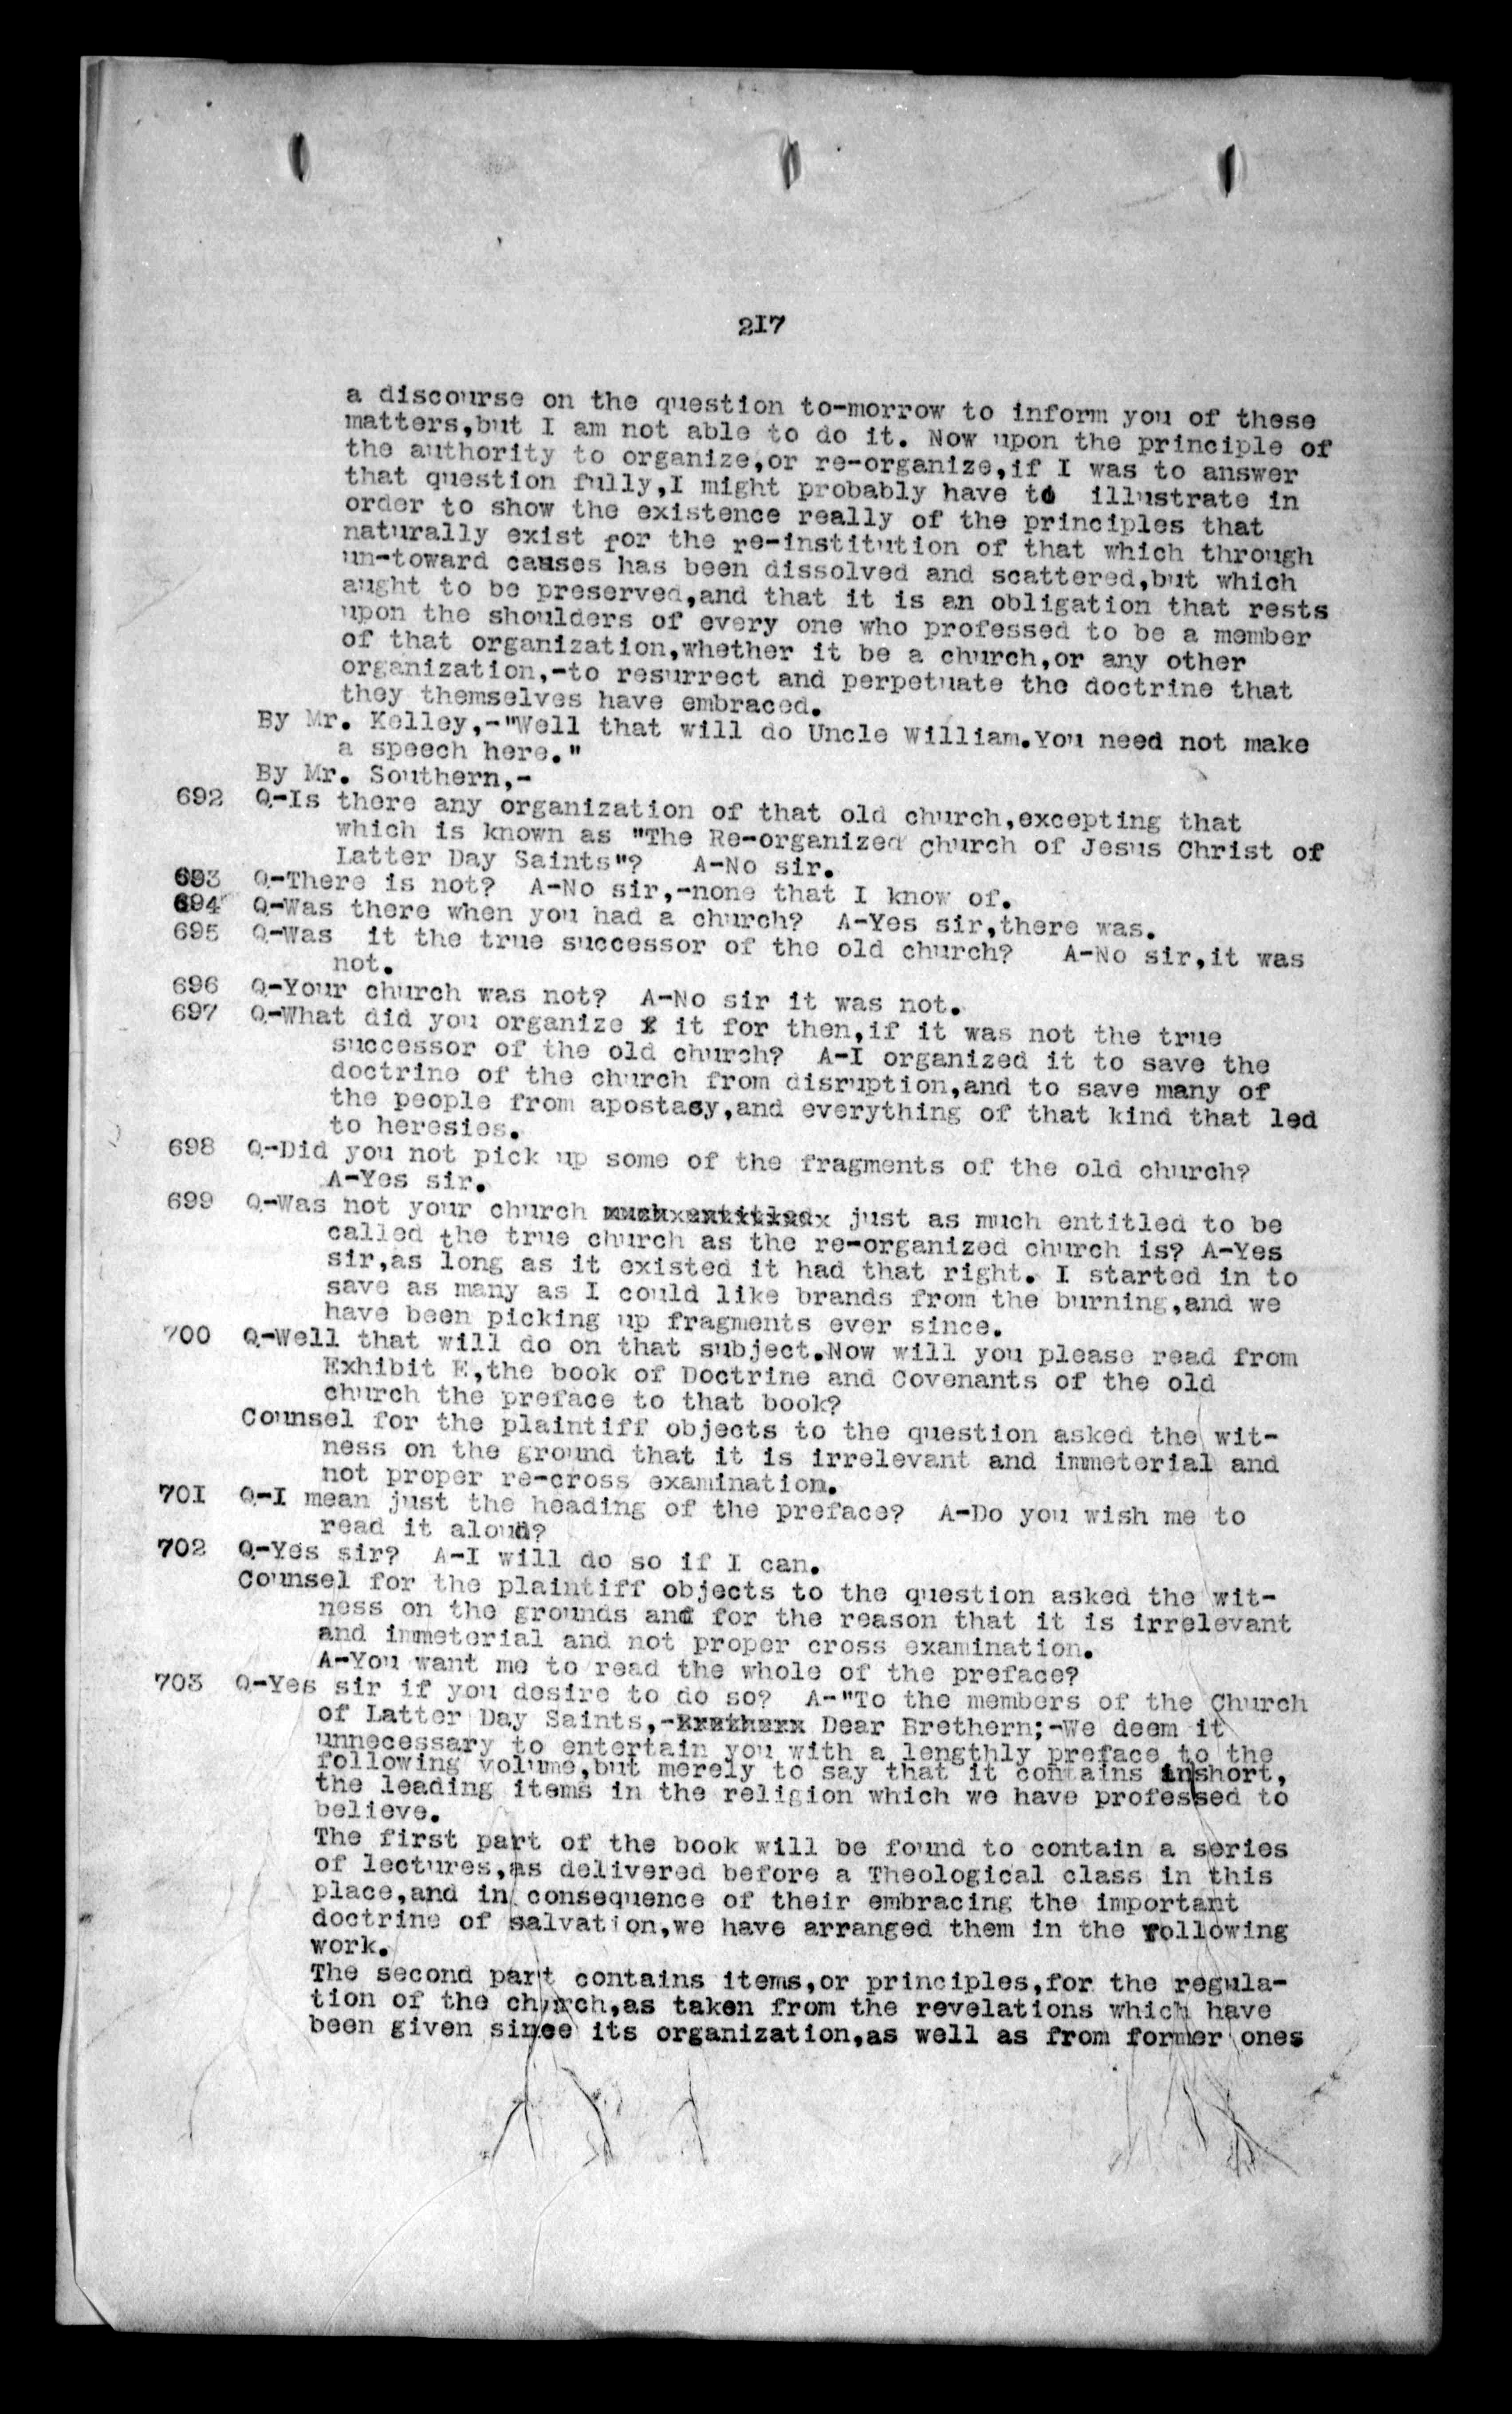 217
a discourse on the question to-morrow to inform you of these
matters,but I am not able to do it. Now upon the principle of
the authority to organize,or re-organize,if I was to answer
that question fully,I might probably have to illustrate in
order to show the existence really of the principles that
naturally exist for the re-institution of that which through
un-toward causes has been dissolved and scattered,but which
aught to be preserved,and that it is an obligation that rests
upon the shoulders of every one who professed to be a member
of that organization,whether it be a church,or any other
organization,-to resurrect and perpetuate the doctrine that
they themselves have embraced.
By Mr. Kelley,-"Well that will do Uncle William.You need not make
a speech here."
By Mr. Southern,-
692 Q-Is there any organization of that old church,excepting that
which is known as "The Re-organized Church of Jesus Christ of
Latter Day Saints"? A-No sir.
693 Q-There is not? A-No sir,-none that I know of.
694 Q-Was there when you had a church? A-Yes sir,there was.
695 Q-Was it the true successor of the old church? A-No sir,it was
not.
696 Q-Your church was not? A-No sir it was not.
697 Q-What did you organize x it for then,if it was not the true
successor of the old church? A-I organized it to save the
doctrine of the church from disruption,and to save many of
the people from apostasy,and everything of that kind that led
to heresies.
698 Q-Did you not pick up some of the fragments of the old church?
A-Yes sir.
699 Q-Was not your church just as much entitled to be
called the true church as the re-organized church is? A-Yes
sir,as long as it existed it had that right. I started in to
save as many as I could like brands from the burning,and we
have been picking up fragments ever since.
700 Q-Well that will do on that subject.Now will you please read from
Exhibit E,the book of Doctrine and Covenants of the old
church the preface to that book?
Counsel for the plaintiff objects to the question asked the wit-
ness on the ground that it is irrelevant and immeterial and
not proper re-cross examination.
701 Q-I mean just the heading of the preface? A-Do you wish me to
read it aloud?
702 Q-Yes sir? A-I will do so if I can.
Counsel for the plaintiff objects to the question asked the wit-
ness on the grounds and for the reason that it is irrelevant
and immeterial and not proper cross examination.
A-You want me to read the whole of the preface?
703 Q-Yes sir if you desire to do so? A-"To the members of the Church
of Latter Day Saints,- Dear Brethern;-We deem it
unnecessary to entertain you with a lengthly preface to the
following volume,but merely to say that it contains inshort,
the leading items in the religion which we have professed to
believe.
The first part of the book will be found to contain a series
of lectures,as delivered before a Theological class in this
place,and in consequence of their embracing the important
doctrine of salvation,we have arranged them in the following
work.
The second part contains items,or principles,for the regula-
tion of the church,as taken from the revelations which have
been given since its organization,as well as from former ones